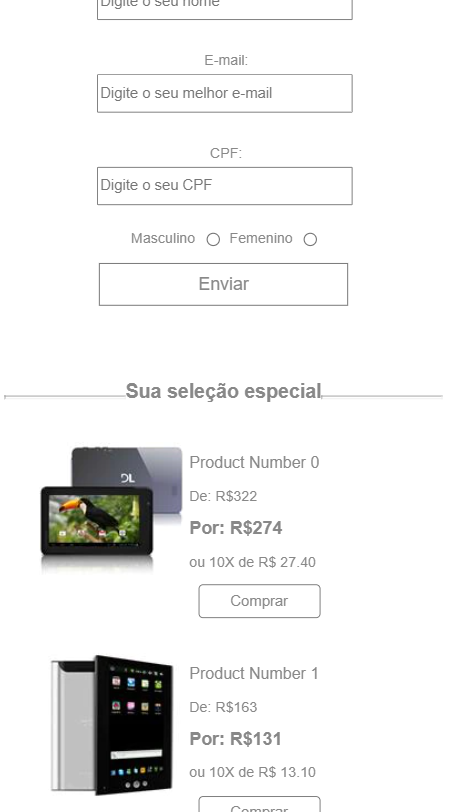 Digite o seu nome
E-mail:
Digite o seu melhor e-mail
CPF:
Digite o seu CPF
Masculino Femenino
Enviar
Sua seleção especial
DL
Product Number 0
De: R$322
Por: R$274
ou 10X de R$ 27.40
Comprar
Product Number 1
De: R$163
Por: R$131
ou 10X de R$ 13.10
Comprar